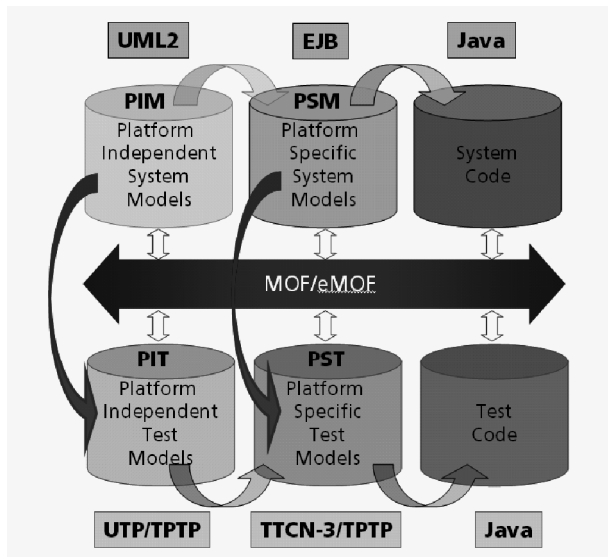 UML2
EJB
Java
PIM
Platform
Independent
System
Models
PSM
Platform
Specific
System
Models
System
Code
MOF/eMOF
PIT
Platform
Independent
Test
Models
PST
Platform
Specific
Test
Models
Test
Code
UTP/TPTP
TTCN-3/TPTP
Java